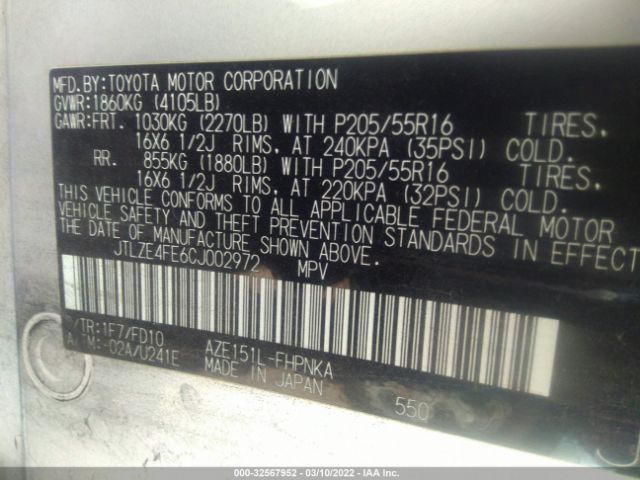 MFD.BY:TOYOTA MOTOR CORPORATION
GVWR:1860KG (4105LB)
GAWR:FRT. 1030KG (2270LB) WITH P205/55R16 TIRES,
16X6 1/2J RIMS, AT 240KPA (35PSI) COLD.
RR. 855KG (1880LB) WITH P205/55R16 TIRES,
16X6 1/2J RIMS, AT 220KPA (32PSI) COLD.
THIS VEHICLE CONFORMS TO ALL APPLICABLE FEDERAL MOTOR
VEHICLE SAFETY AND THEFT PREVENTION STANDARDS IN EFFECT
THE DATE OF MANUFACTURE SHOWN ABOVE.
JTLZE4FE6CJ002972 MPV
/TR:1F7/FD10
A/TM:-02A/U241E
AZE151L-FHPNKA
MADE IN JAPAN
550
000-32567952 - 03/10/2022 - IAA Inc.